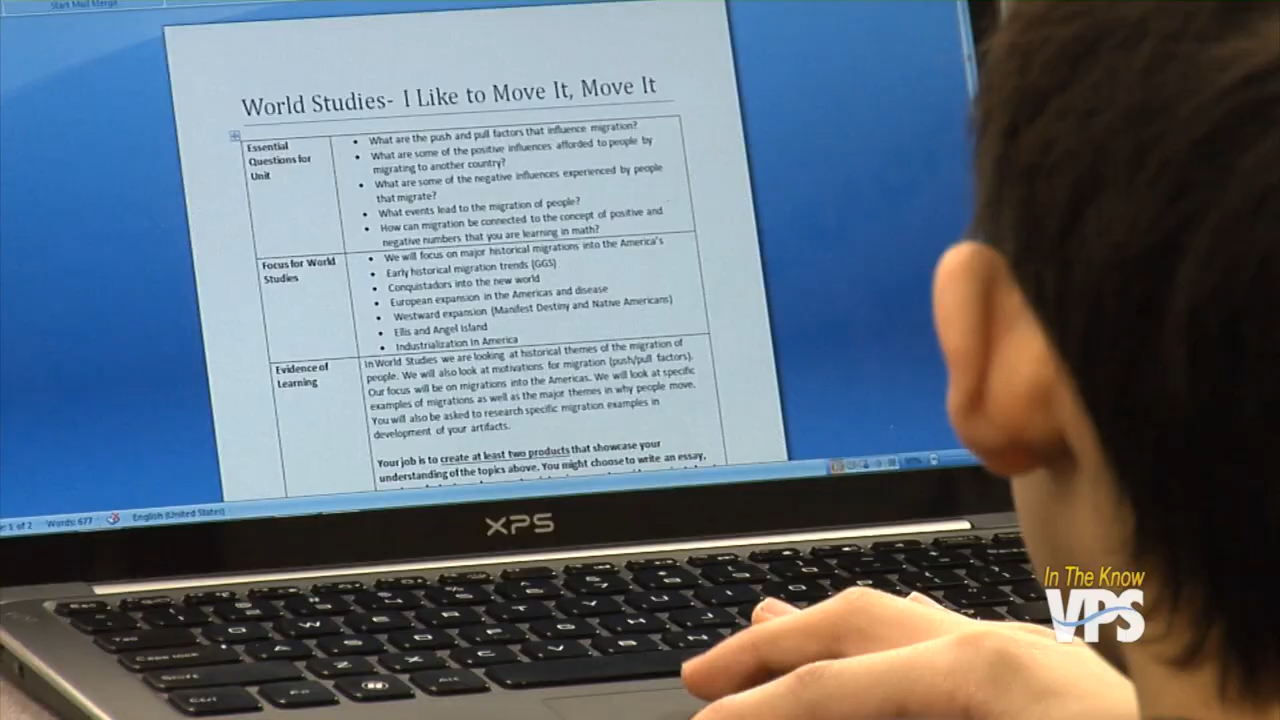 Start Mail Merge
World Studies- I Like to Move It, Move It
Essential
Questions for
Unit
• What are the push and pull factors that influence migration?
• What are some of the positive influences afforded to people by
migrating to another country?
• What are some of the negative influences experienced by people
that migrate?
• What events lead to the migration of people?
• How can migration be connected to the concept of positive and
negative numbers that you are learning in math?
Focus for World
Studies
• We will focus on major historical migrations into the America's
• Early historical migration trends (GGS)
• Conquistadors into the new world
• European expansion in the Americas and disease
• Westward expansion (Manifest Destiny and Native Americans)
• Ellis and Angel Island
• Industrialization in America
Evidence of
Learning
In World Studies we are looking at historical themes of the migration of
people. We will also look at motivations for migration (push/pull factors).
Our focus will be on migrations into the Americas. We will look at specific
examples of migrations as well as the major themes in why people move.
You will also be asked to research specific migration examples in
development of your artifacts.
Your job is to create at least two products that showcase your
understanding of the topics above. You might choose to write an essay,
1 of 2 Words: 677 English (United States)
XPS
Caps Lock
Shift
Ctrl Fn Alt
In The Know
VPS